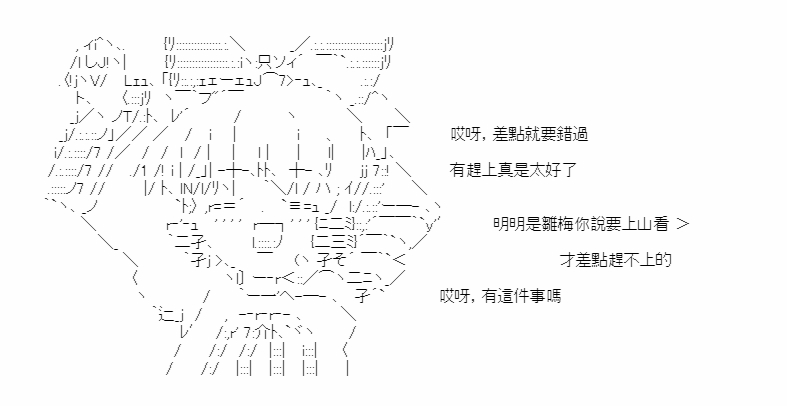 哎呀, 差點就要錯過
有趕上真是太好了
明明是雛梅你說要上山看 ＞
才差點趕不上的
哎呀, 有這件事嗎